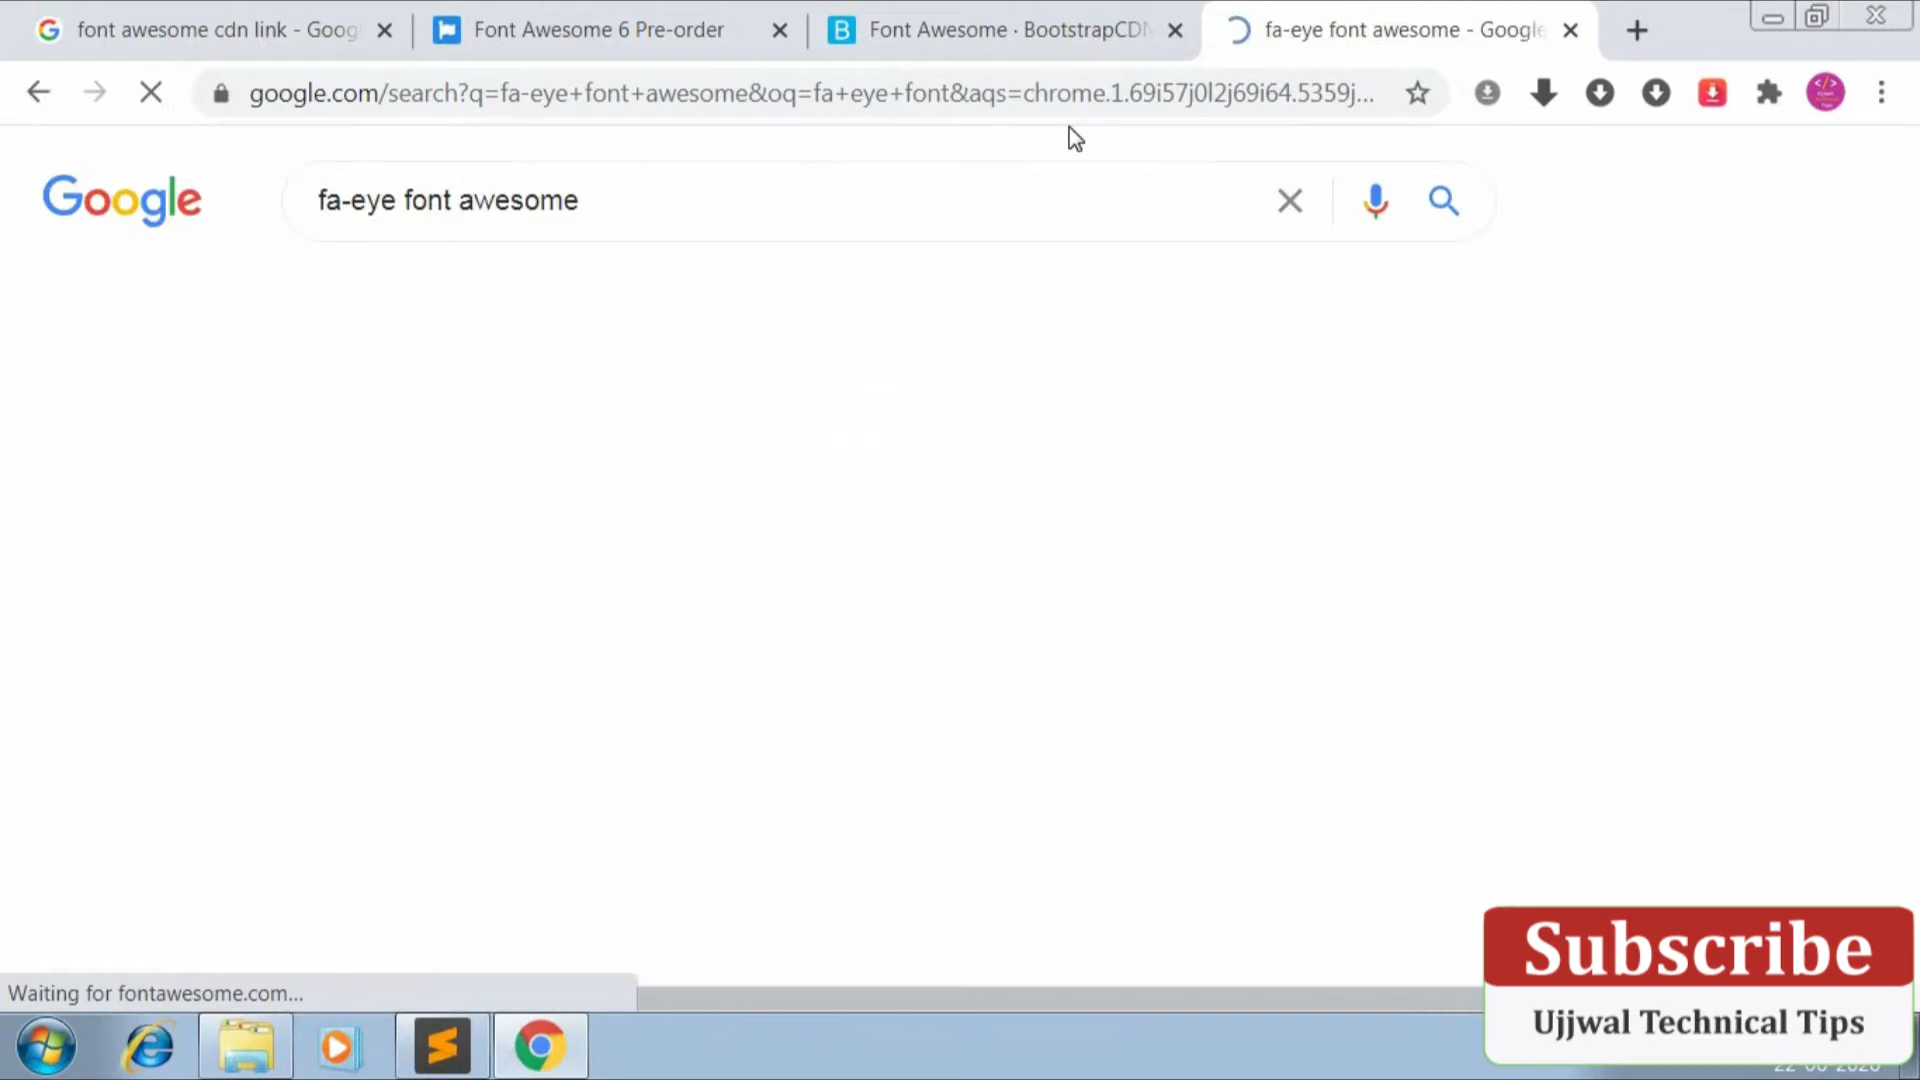 font awesome cdn link - Goog
Font Awesome 6 Pre-order
Font Awesome · BootstrapCDN
fa-eye font awesome - Google
google.com/search?q=fa-eye+font+awesome&oq=fa+eye+font&aqs=chrome.1.69i57j0l2j69i64.5359j...
Google
fa-eye font awesome
Waiting for fontawesome.com...
Subscribe
Ujjwal Technical Tips